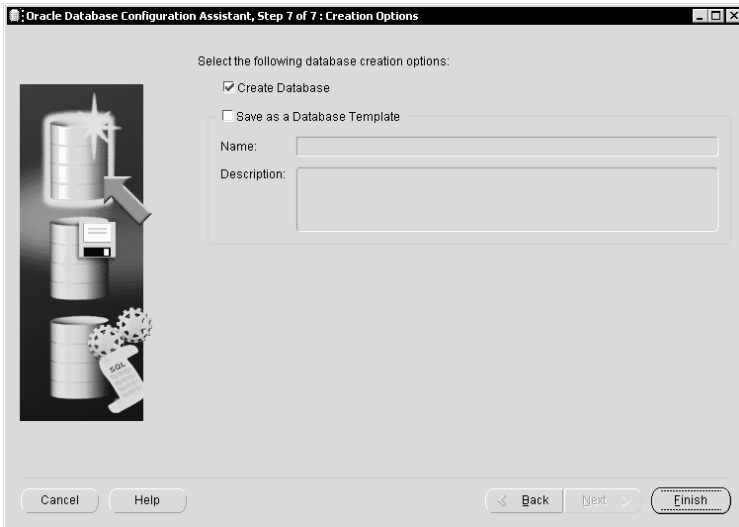 Oracle Database Configuration Assistant, Step 7 of 7 : Creation Options
Select the following database creation options:
Create Database
Save as a Database Template
Name:
Description:
SQL
Cancel
Help
Back
Next
Finish